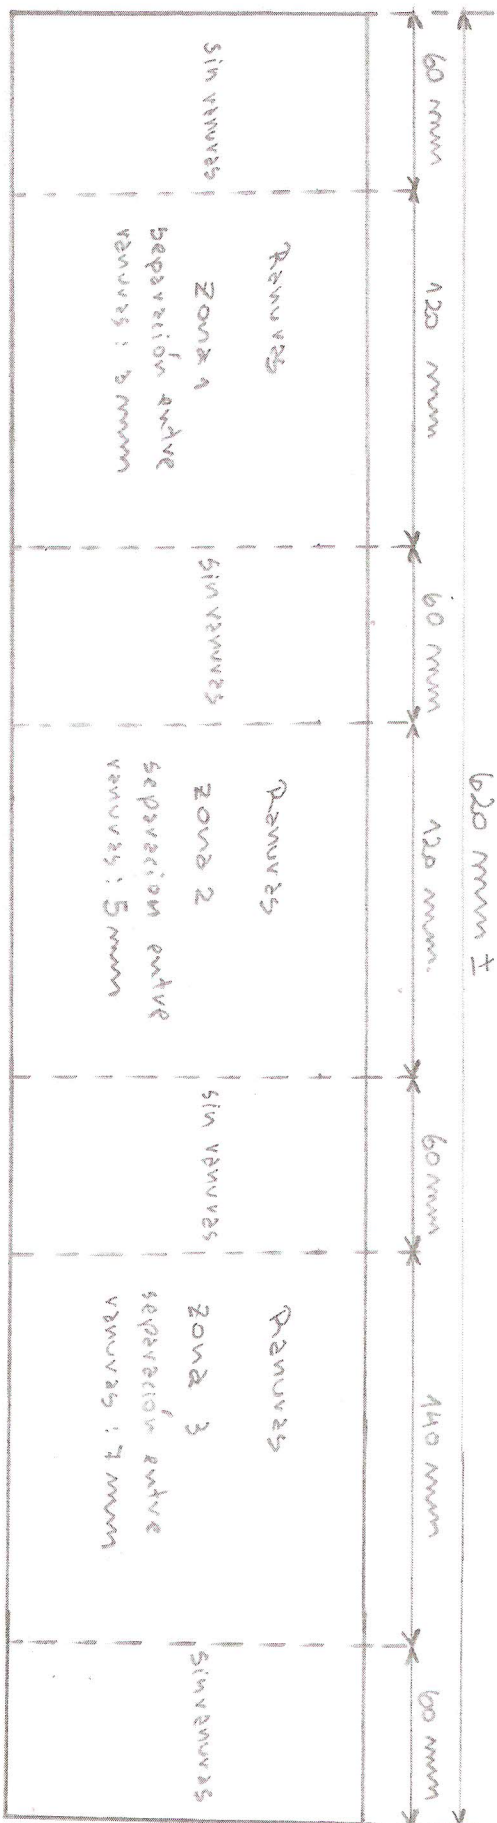 620 mm ±
60 mm
120 mm
60 mm
120 mm.
60 mm
140 mm
60 mm
Sin ranuras
Ranuras
Zona 1
Separación entre
ranuras : 3 mm
Sin ranuras
Ranuras
Zona 2
Separacion entre
ranuras : 5 mm
Sin ranuras
Ranuras
Zona 3
Separación entre
ranuras : 7 mm
Sin ranuras